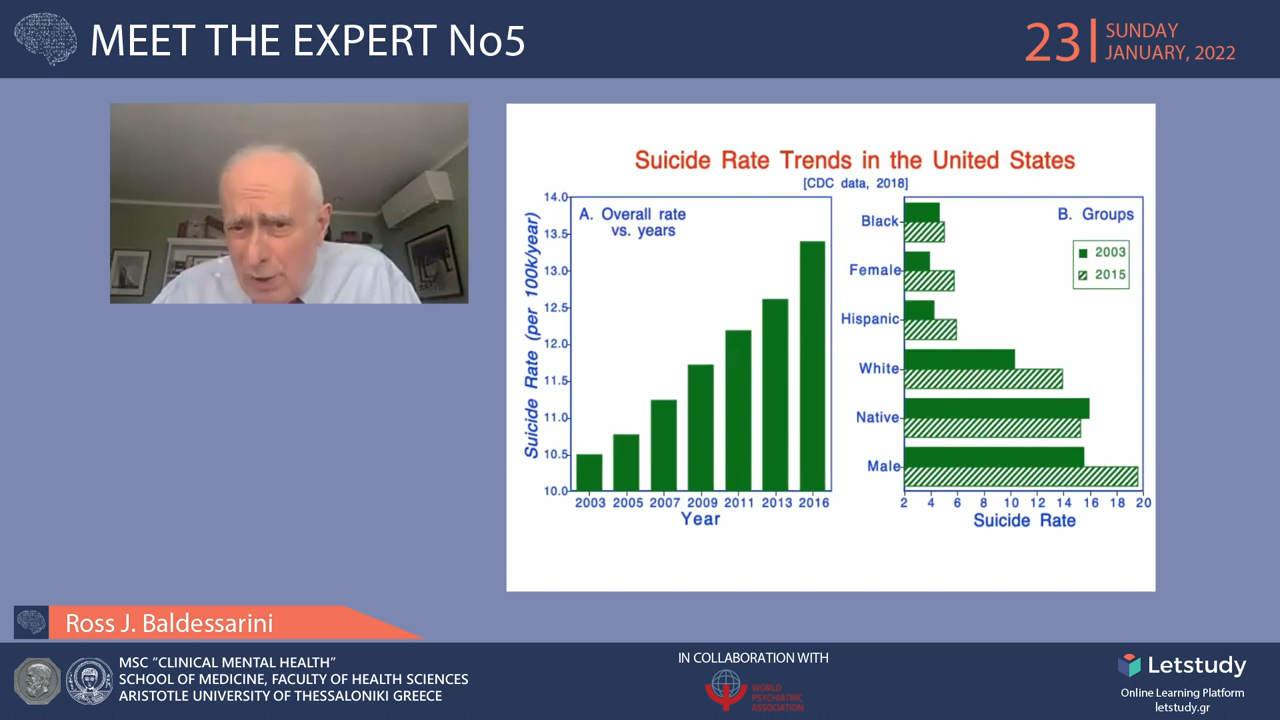 MEET THE EXPERT No5
23
SUNDAY
JANUARY, 2022
Suicide Rate Trends in the United States
[CDC data, 2018]
A. Overall rate
vs. years
Suicide Rate (per 100k/year)
14.0
13.5
13.0
12.5
12.0
11.5
11.0
10.5
10.0
2003 2005 2007 2009 2011 2013 2016
Year
B. Groups
2003
2015
Black
Female
Hispanic
White
Native
Male
2 4 6 8 10 12 14 16 18 20
Suicide Rate
Ross J. Baldessarini
MSC “CLINICAL MENTAL HEALTH”
SCHOOL OF MEDICINE, FACULTY OF HEALTH SCIENCES
ARISTOTLE UNIVERSITY OF THESSALONIKI GREECE
IN COLLABORATION WITH
WORLD
PSYCHIATRIC
ASSOCIATION
Letstudy
Online Learning Platform
letstudy.gr